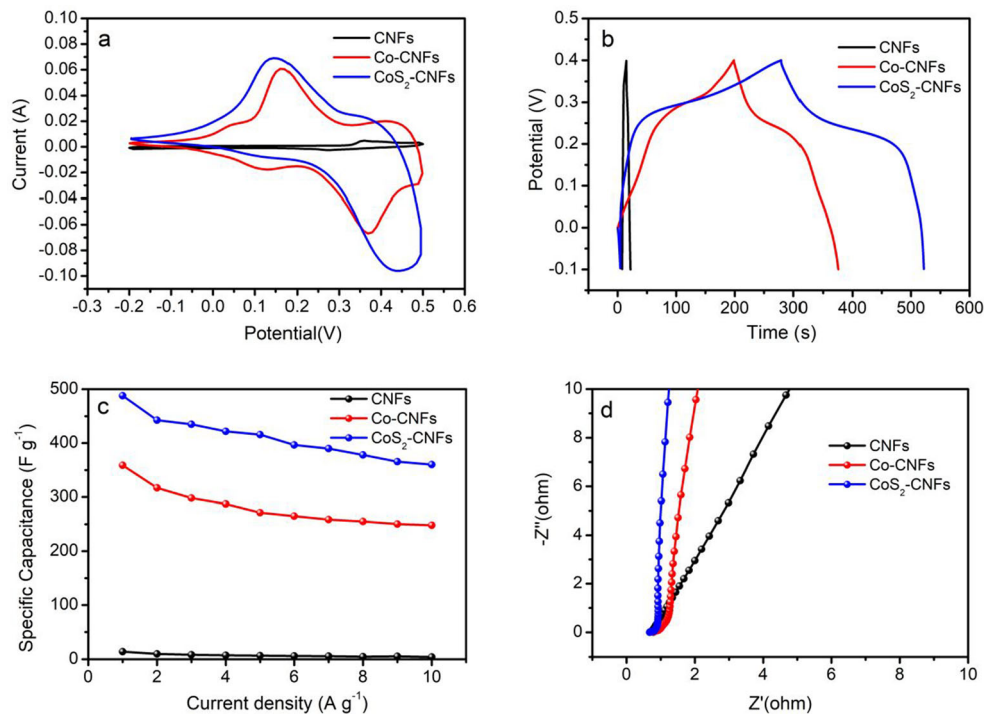 a
CNFs
Co-CNFs
CoS2-CNFs
0.10
0.08
0.06
0.04
0.02
0.00
-0.02
-0.04
-0.06
-0.08
-0.10
Current (A)
-0.2 -0.1 0.0 0.1 0.2 0.3 0.4 0.5 0.6
Potential(V)
b
CNFs
Co-CNFs
CoS2-CNFs
0.5
0.4
0.3
0.2
0.1
0.0
-0.1
Potential (V)
-100 0 100 200 300 400 500 600
Time (s)
c
CNFs
Co-CNFs
CoS2-CNFs
500
400
300
200
100
0
Specific Capacitance (F g-1)
0 2 4 6 8 10
Current density (A g-1)
d
CNFs
Co-CNFs
CoS2-CNFs
10
8
6
4
2
0
-Z''(ohm)
0 2 4 6 8 10
Z'(ohm)